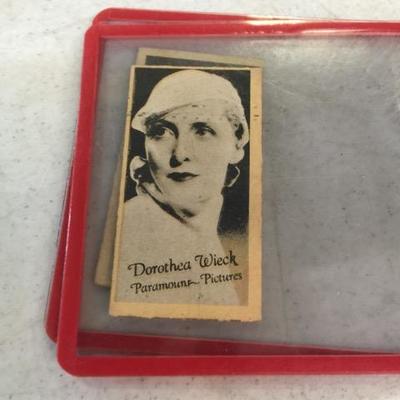 Dorothea Wieck
Paramount Pictures